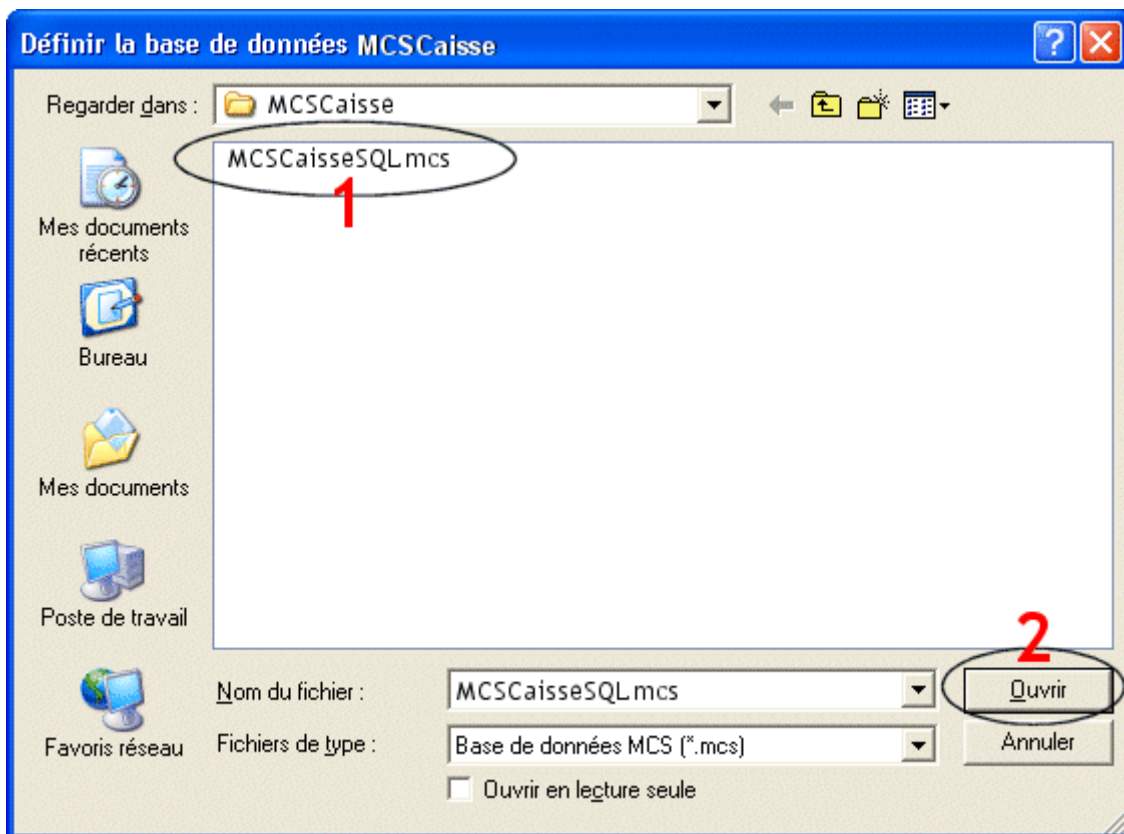 Définir la base de données MCSCaisse
Regarder dans :
MCSCaisse
MCSCaisseSQL.mcs
1
Mes documents
récents
Bureau
Mes documents
Poste de travail
Favoris réseau
2
Nom du fichier :
MCSCaisseSQL.mcs
Ouvrir
Fichiers de type :
Base de données MCS (*.mcs)
Annuler
Ouvrir en lecture seule